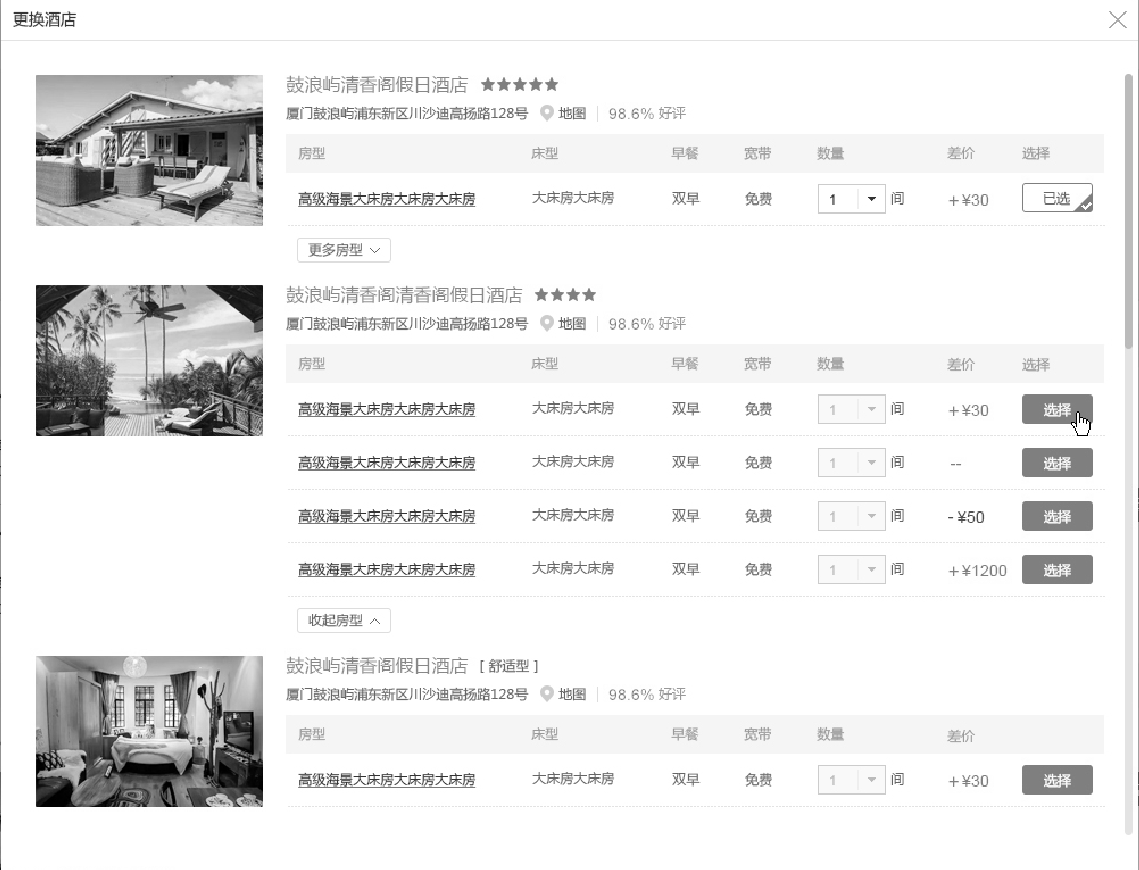 更换酒店
鼓浪屿清香阁假日酒店 ★★★★★
厦门鼓浪屿浦东新区川沙迪高扬路128号 地图 98.6% 好评
房型 床型 早餐 宽带 数量 差价 选择
高级海景大床房大床房大床房 大床房大床房 双早 免费 1 间 +¥30 已选
更多房型
鼓浪屿清香阁清香阁假日酒店 ★★★★
厦门鼓浪屿浦东新区川沙迪高扬路128号 地图 98.6% 好评
房型 床型 早餐 宽带 数量 差价 选择
高级海景大床房大床房大床房 大床房大床房 双早 免费 1 间 +¥30 选择
高级海景大床房大床房大床房 大床房大床房 双早 免费 1 间 -- 选择
高级海景大床房大床房大床房 大床房大床房 双早 免费 1 间 - ¥50 选择
高级海景大床房大床房大床房 大床房大床房 双早 免费 1 间 +¥1200 选择
收起房型
鼓浪屿清香阁假日酒店 [ 舒适型 ]
厦门鼓浪屿浦东新区川沙迪高扬路128号 地图 98.6% 好评
房型 床型 早餐 宽带 数量 差价
高级海景大床房大床房大床房 大床房大床房 双早 免费 1 间 +¥30 选择